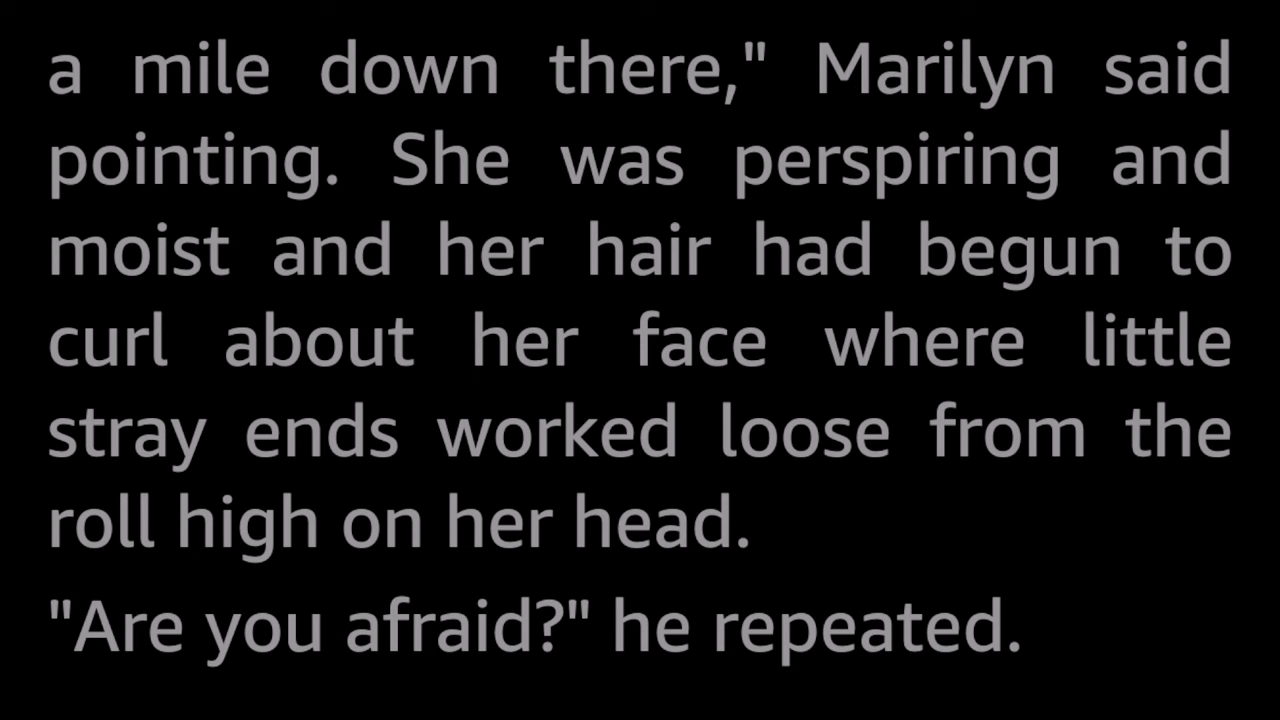 a mile down there," Marilyn said
pointing. She was perspiring and
moist and her hair had begun to
curl about her face where little
stray ends worked loose from the
roll high on her head.
"Are you afraid?" he repeated.